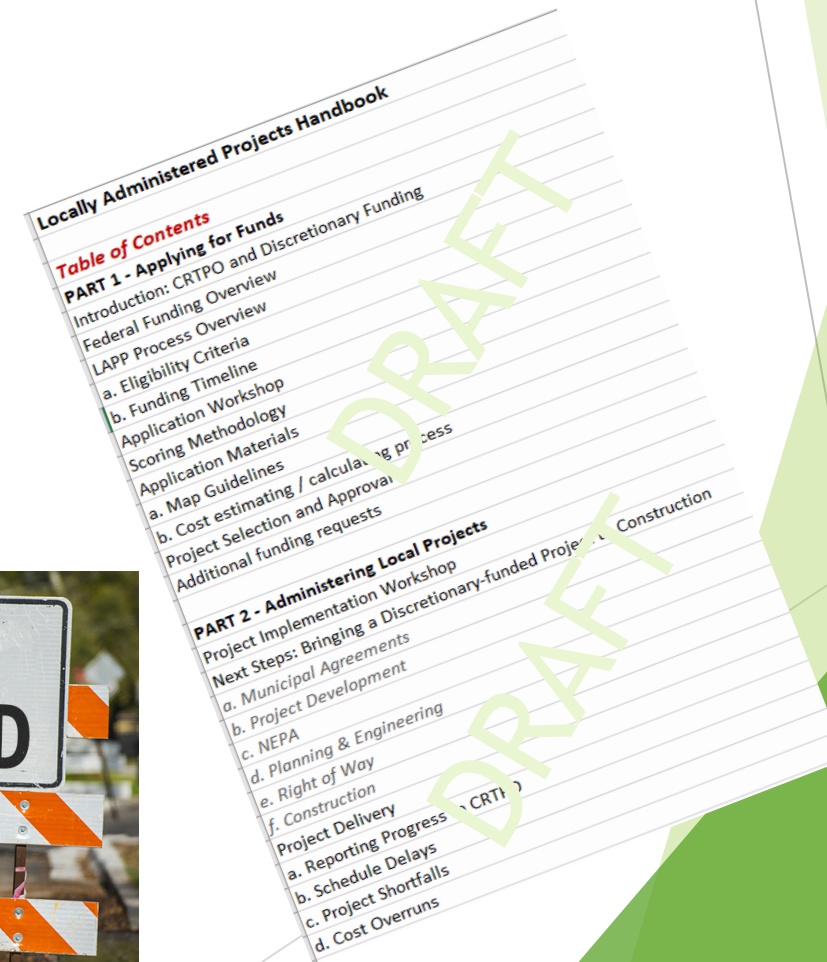 Locally Administered Projects Handbook
Table of Contents
PART 1 - Applying for Funds
Introduction: CRTPO and Discretionary Funding
Federal Funding Overview
LAPP Process Overview
a. Eligibility Criteria
b. Funding Timeline
Application Workshop
Scoring Methodology
Application Materials
a. Map Guidelines
b. Cost estimating / calculating process
Project Selection and Approval
Additional funding requests
PART 2 - Administering Local Projects
Project Implementation Workshop
Next Steps: Bringing a Discretionary-funded Project to Construction
a. Municipal Agreements
b. Project Development
c. NEPA
d. Planning & Engineering
e. Right of Way
f. Construction
Project Delivery
a. Reporting Progress to CRTPO
b. Schedule Delays
c. Project Shortfalls
d. Cost Overruns
DRAFT
DRAFT
D